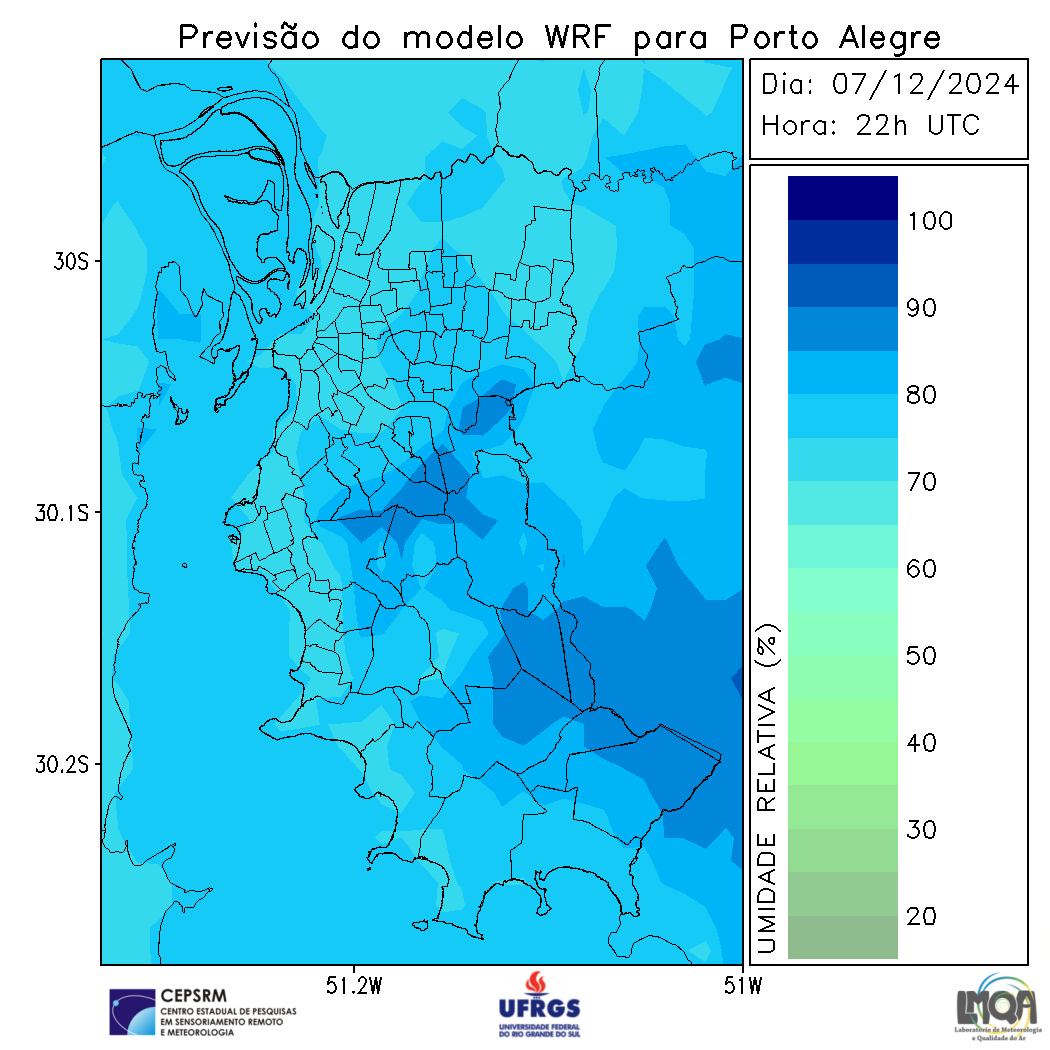 Previsão do modelo WRF para Porto Alegre
Dia: 07/12/2024
Hora: 22h UTC
30S
30.1S
30.2S
51.2W
51W
100
90
80
70
60
50
40
30
20
UMIDADE RELATIVA (%)
CEPSRM
CENTRO ESTADUAL DE PESQUISAS
EM SENSORIAMENTO REMOTO
E METEOROLOGIA
UFRGS
UNIVERSIDADE FEDERAL
DO RIO GRANDE DO SUL
LMQA
Laboratório de Meteorologia
e Qualidade do Ar